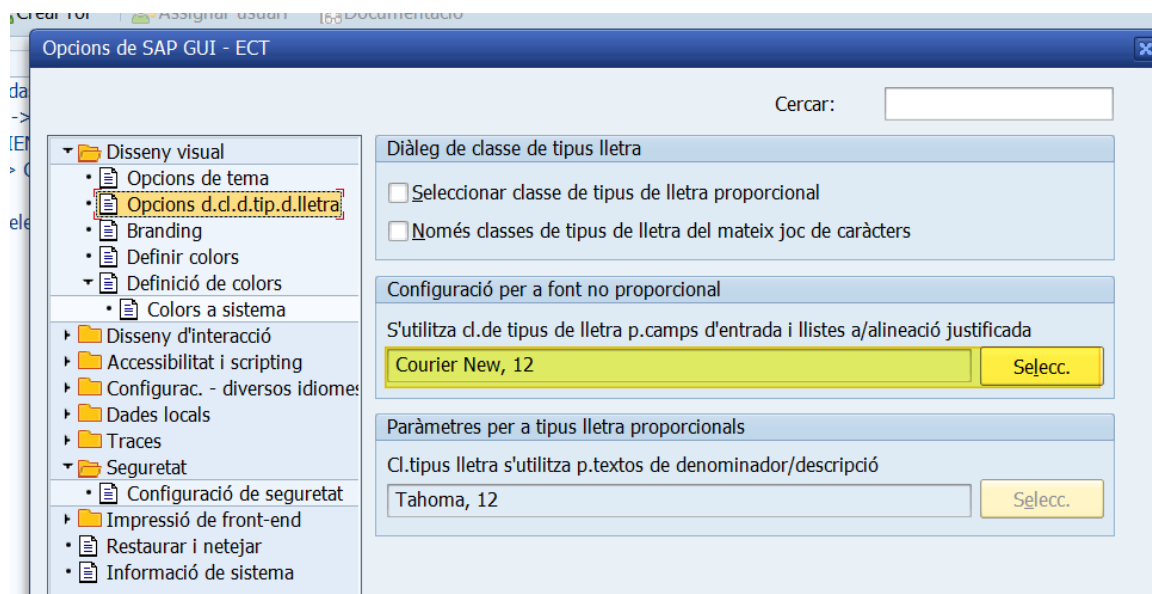 Crear rol Assignar usuari Documentació
Opcions de SAP GUI - ECT
Cercar:
Disseny visual
Opcions de tema
Opcions d.cl.d.tip.d.lletra
Branding
Definir colors
Definició de colors
Colors a sistema
Disseny d'interacció
Accessibilitat i scripting
Configurac. - diversos idiomes
Dades locals
Traces
Seguretat
Configuració de seguretat
Impressió de front-end
Restaurar i netejar
Informació de sistema
Diàleg de classe de tipus lletra
Seleccionar classe de tipus de lletra proporcional
Només classes de tipus de lletra del mateix joc de caràcters
Configuració per a font no proporcional
S'utilitza cl.de tipus de lletra p.camps d'entrada i llistes a/alineació justificada
Courier New, 12 Selecc.
Paràmetres per a tipus lletra proporcionals
Cl.tipus lletra s'utilitza p.textos de denominador/descripció
Tahoma, 12 Selecc.